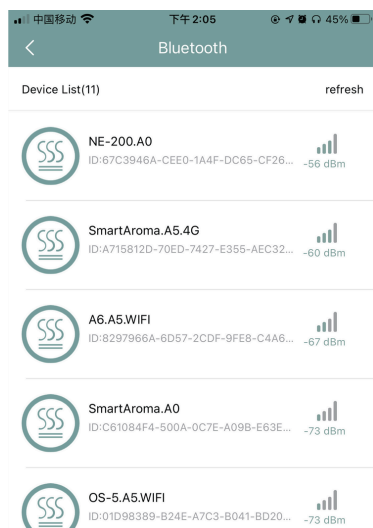 中国移动 下午2:05 45%
Bluetooth
Device List(11) refresh
NE-200.A0
ID:67C3946A-CEE0-1A4F-DC65-CF26... -56 dBm
SmartAroma.A5.4G
ID:A715812D-70ED-7427-E355-AEC32... -60 dBm
A6.A5.WIFI
ID:8297966A-6D57-2CDF-9FE8-C4A6... -67 dBm
SmartAroma.A0
ID:C61084F4-500A-0C7E-A09B-E63E... -73 dBm
OS-5.A5.WIFI
ID:01D98389-B24E-A7C3-B041-BD20... -73 dBm